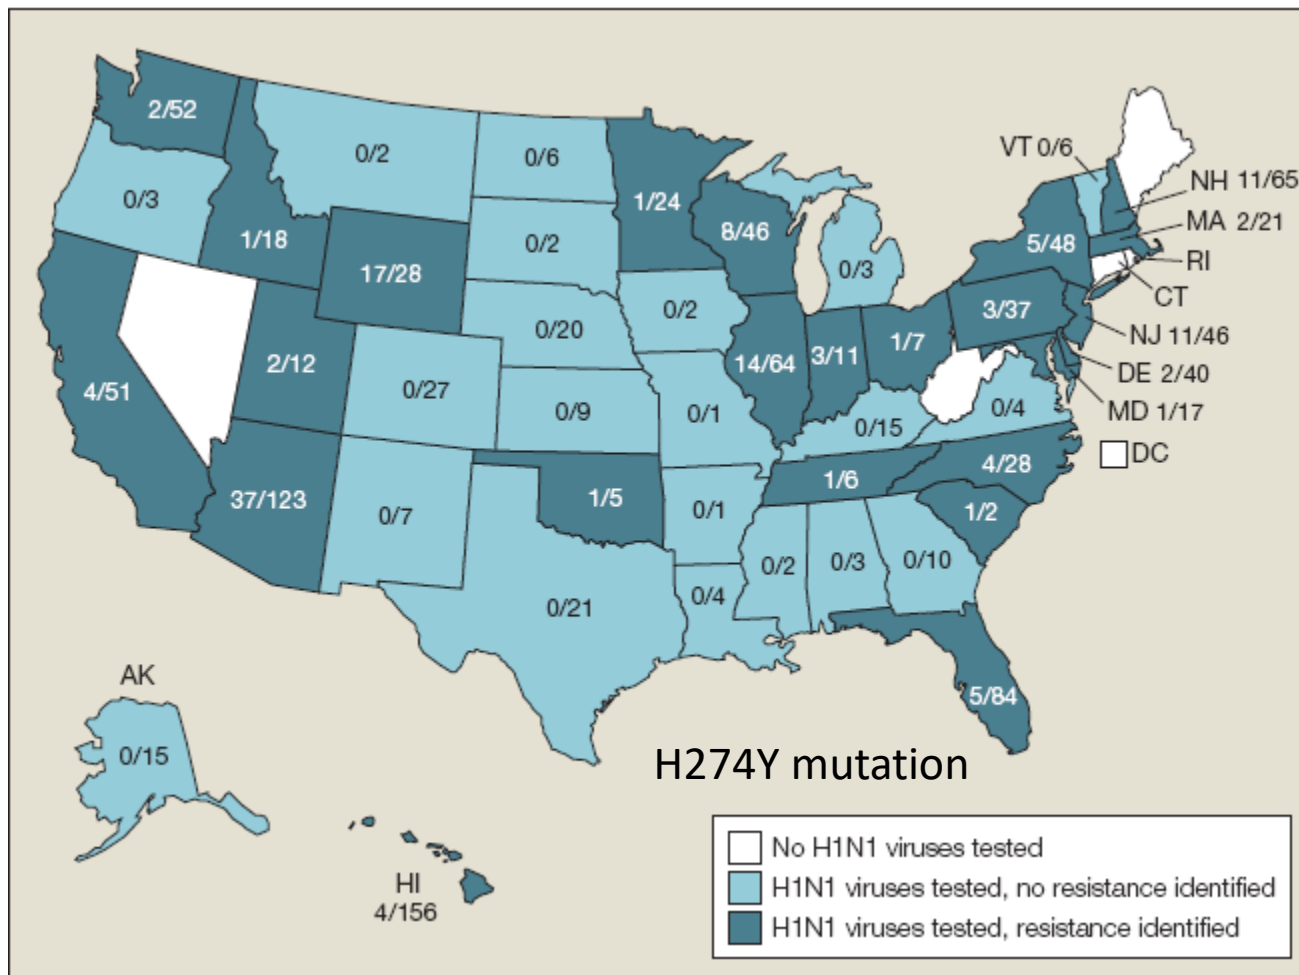 2/52
0/2
0/6
VT 0/6
0/3
1/24
NH 11/65
1/18
0/2
8/46
5/48
MA 2/21
17/28
0/3
RI
CT
0/20
0/2
3/37
NJ 11/46
2/12
14/64
3/11
1/7
DE 2/40
4/51
0/27
0/9
0/1
0/15
0/4
MD 1/17
DC
37/123
0/7
1/5
0/1
1/6
4/28
1/2
0/21
0/4
0/2
0/3
0/10
5/84
AK
0/15
HI
4/156
H274Y mutation
No H1N1 viruses tested
H1N1 viruses tested, no resistance identified
H1N1 viruses tested, resistance identified